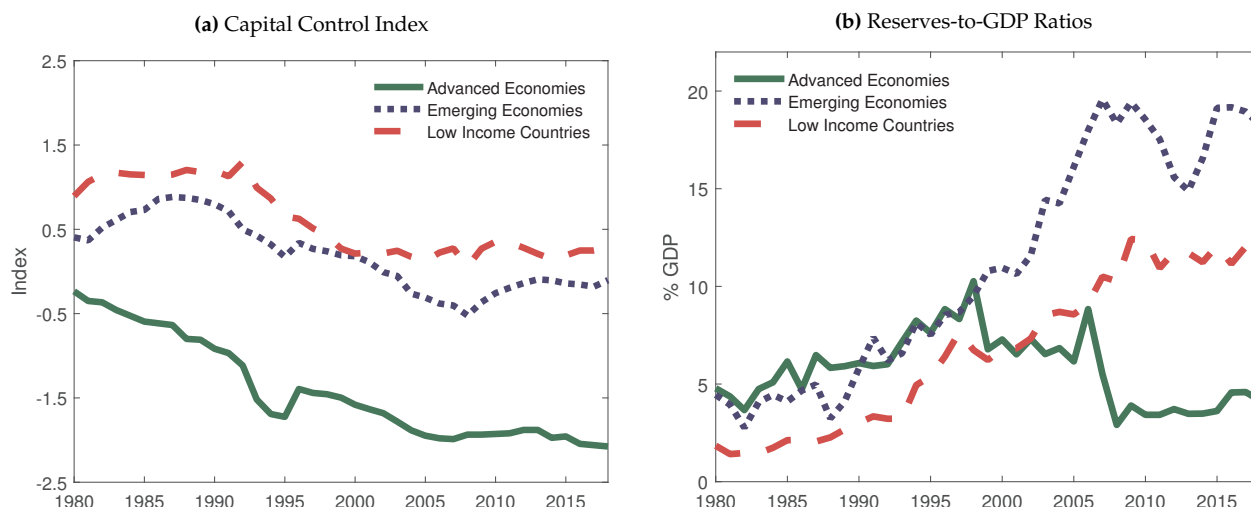 (a) Capital Control Index
2.5
1.5
0.5
-0.5
-1.5
-2.5
Index
Advanced Economies
Emerging Economies
Low Income Countries
1980 1985 1990 1995 2000 2005 2010 2015
(b) Reserves-to-GDP Ratios
20
15
10
5
0
% GDP
Advanced Economies
Emerging Economies
Low Income Countries
1980 1985 1990 1995 2000 2005 2010 2015